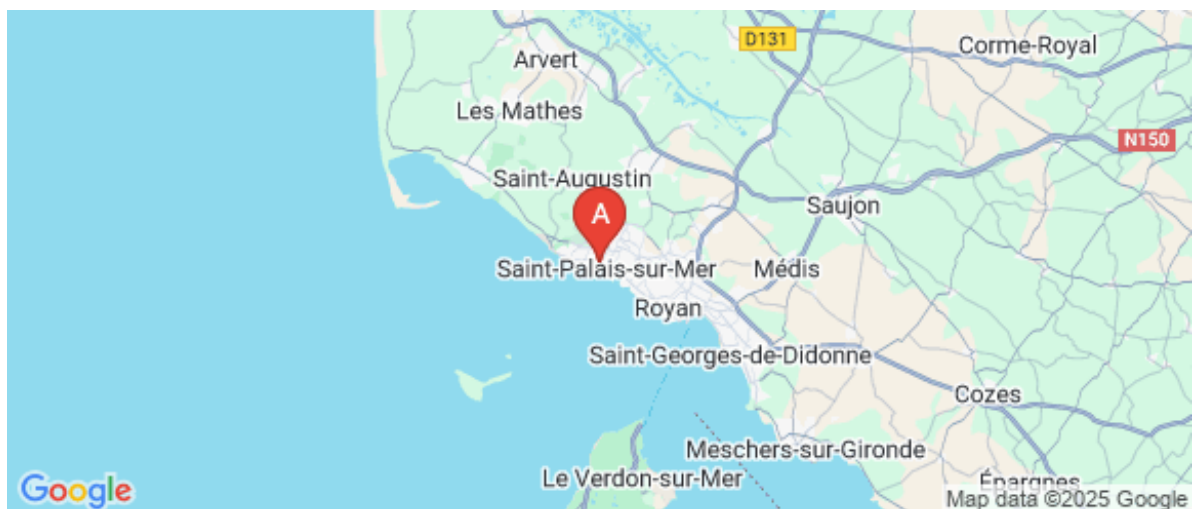 D131
Corme-Royal
Arvert
Les Mathes
N150
Saint-Augustin
Saujon
A
Saint-Palais-sur-Mer
Médis
Royan
Saint-Georges-de-Didonne
Cozes
Meschers-sur-Gironde
Le Verdon-sur-Mer
Épargnes
Google
Map data ©2025 Google